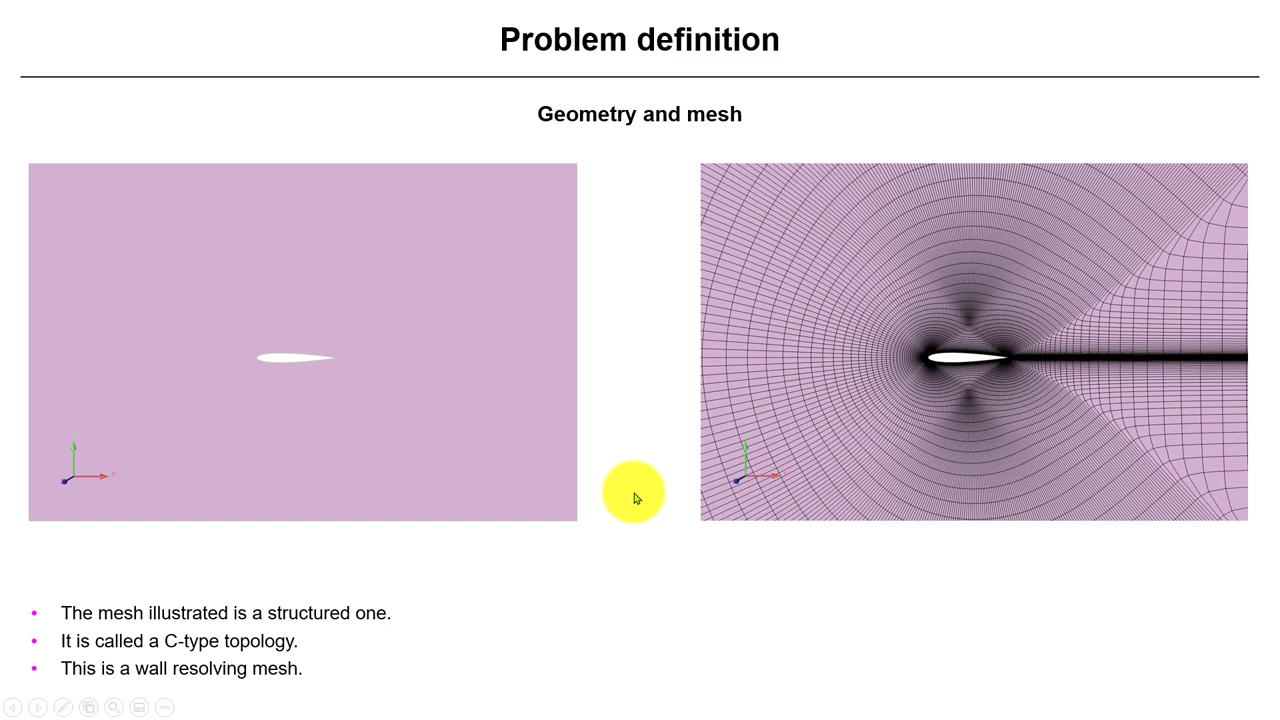 Problem definition
Geometry and mesh
• The mesh illustrated is a structured one.
• It is called a C-type topology.
• This is a wall resolving mesh.